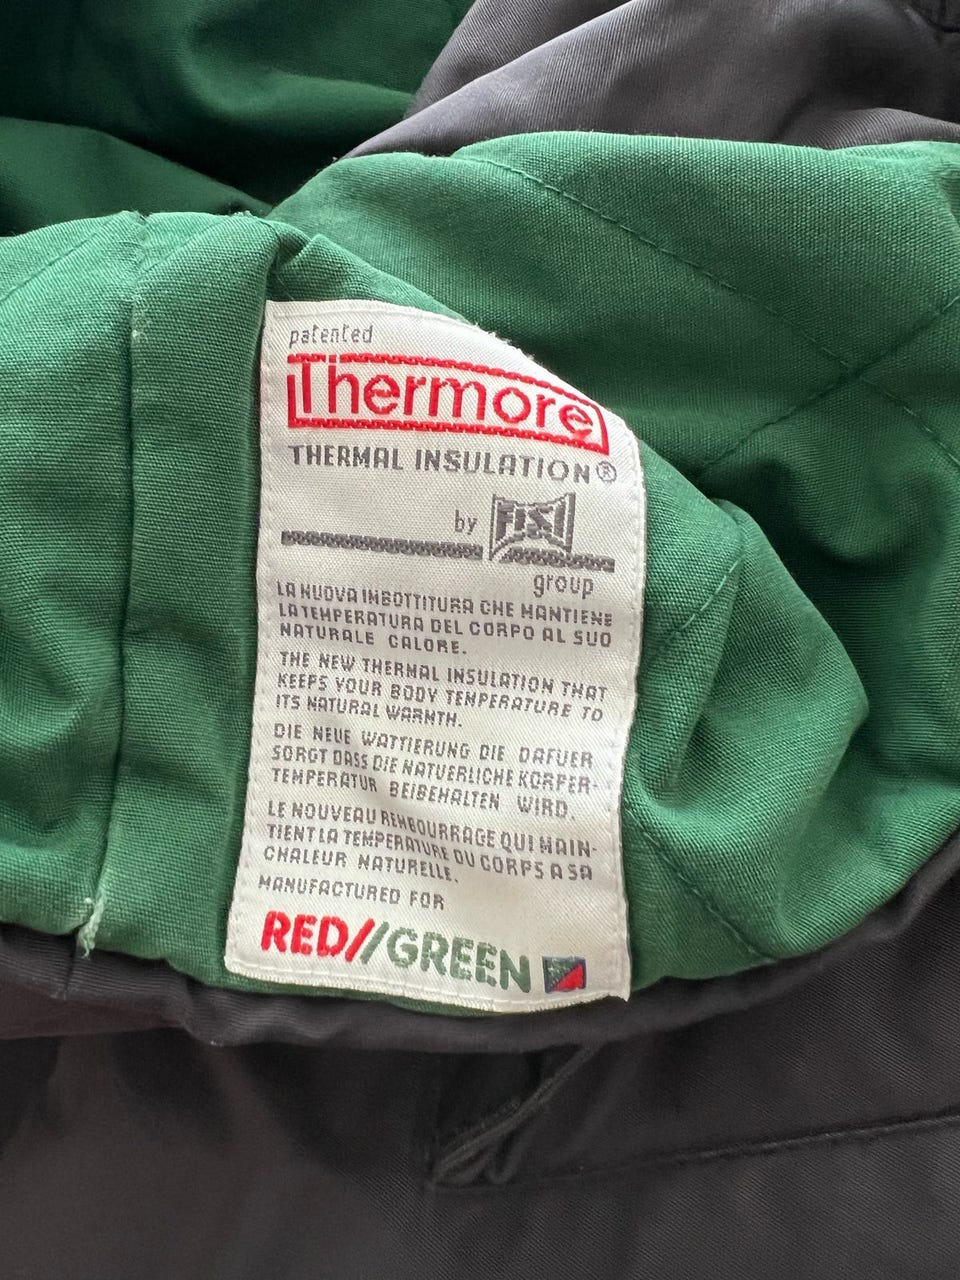 patented
Thermore
THERMAL INSULATION®
by FISI
group
LA NUOVA IMBOTTITURA CHE MANTIENE
LA TEMPERATURA DEL CORPO AL SUO
NATURALE CALORE.
THE NEW THERMAL INSULATION THAT
KEEPS YOUR BODY TEMPERATURE TO
ITS NATURAL WARMTH.
DIE NEUE WATTIERUNG DIE DAFUER
SORGT DASS DIE NATUERLICHE KORPER-
TEMPERATUR BEIBEHALTEN WIRD.
LE NOUVEAU REMBOURRAGE QUI MAIN-
TIENT LA TEMPERATURE DU CORPS A SA
CHALEUR NATURELLE.
MANUFACTURED FOR
RED//GREEN